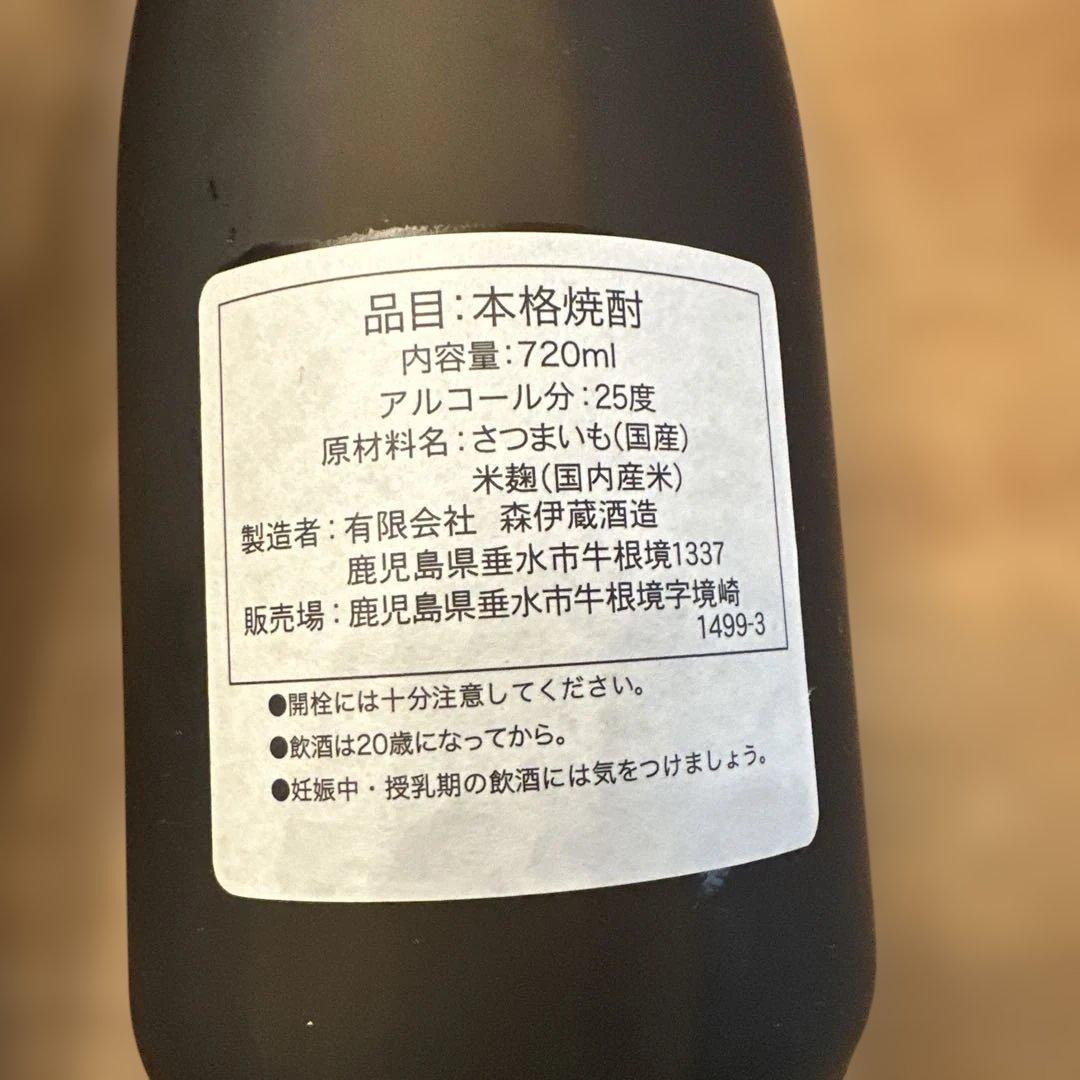 品目：本格焼酎
内容量：720ml
アルコール分：25度
原材料名：さつまいも(国産)
米麹(国内産米)
製造者：有限会社 森伊蔵酒造
鹿児島県垂水市牛根境1337
販売場：鹿児島県垂水市牛根境字境崎
1499-3
●開栓には十分注意してください。
●飲酒は20歳になってから。
●妊娠中・授乳期の飲酒には気をつけましょう。